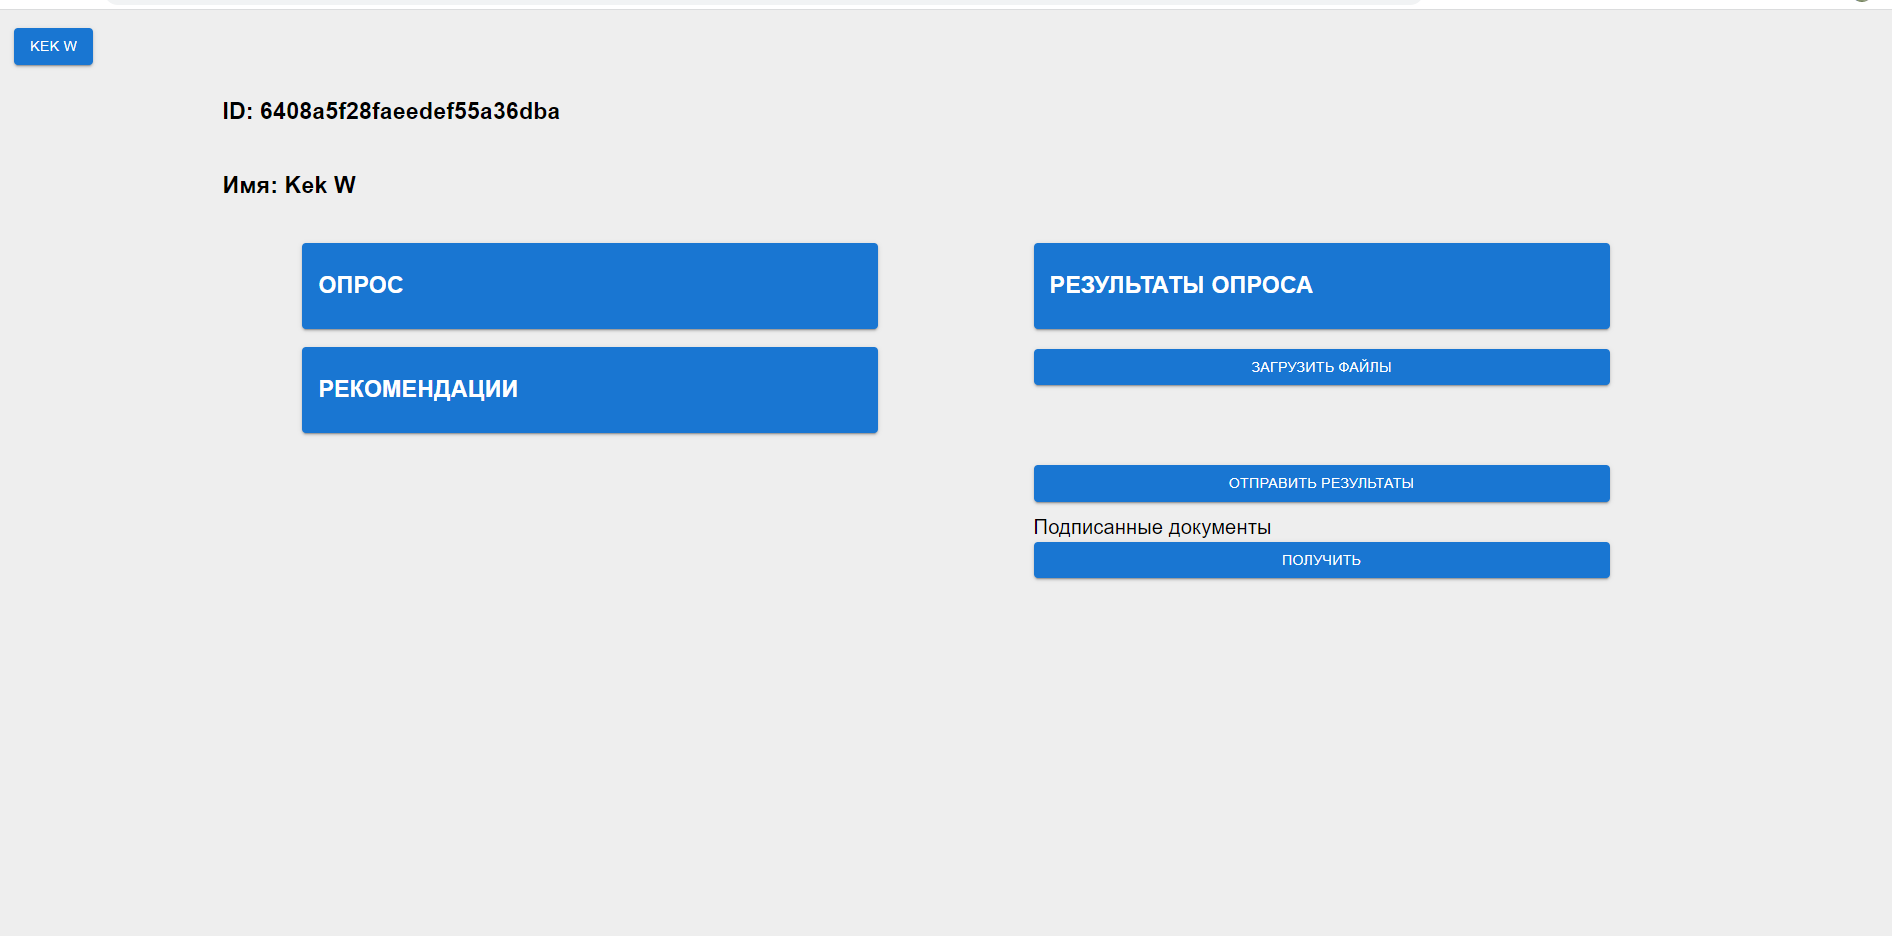 KEK W
ID: 6408a5f28faeedef55a36dba
Имя: Kek W
ОПРОС
РЕКОМЕНДАЦИИ
РЕЗУЛЬТАТЫ ОПРОСА
ЗАГРУЗИТЬ ФАЙЛЫ
ОТПРАВИТЬ РЕЗУЛЬТАТЫ
Подписанные документы
ПОЛУЧИТЬ